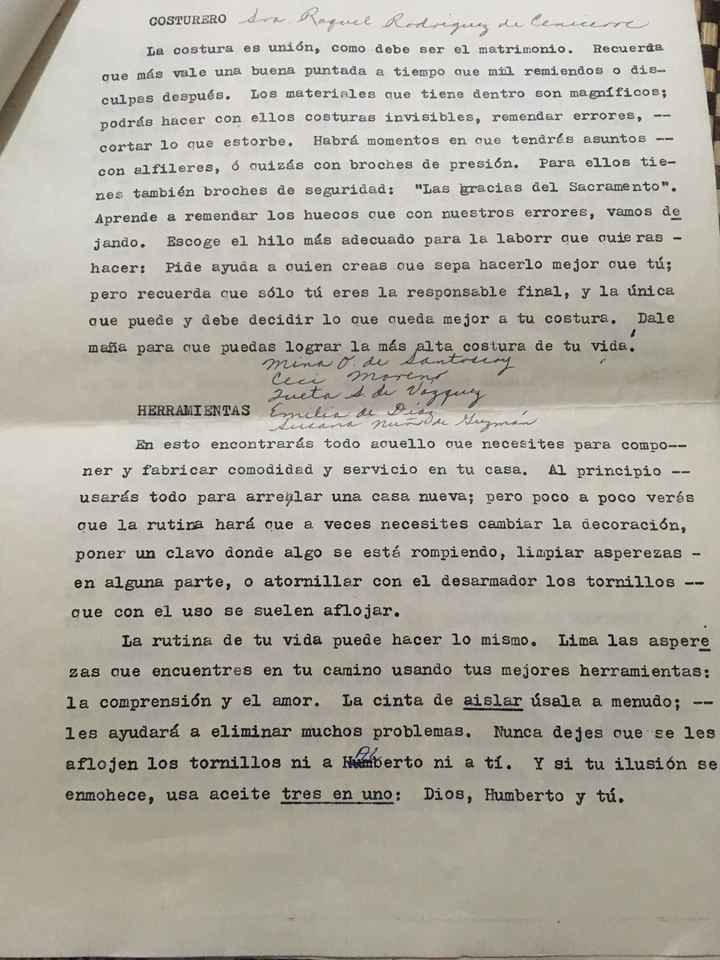 COSTURERO Sra. Raquel Rodríguez de Cenicerro
La costura es unión, como debe ser el matrimonio. Recuerda
que más vale una buena puntada a tiempo que mil remiendos o dis-
culpas después. Los materiales que tiene dentro son magníficos;
podrás hacer con ellos costuras invisibles, remendar errores, --
cortar lo que estorbe. Habrá momentos en que tendrás asuntos --
con alfileres, ó quizás con broches de presión. Para ellos tie-
nes también broches de seguridad: "Las gracias del Sacramento".
Aprende a remendar los huecos que con nuestros errores, vamos de
jando. Escoge el hilo más adecuado para la laborr que quieras -
hacer: Pide ayuda a quien creas que sepa hacerlo mejor que tú;
pero recuerda que sólo tú eres la responsable final, y la única
que puede y debe decidir lo que queda mejor a tu costura. Dale
maña para que puedas lograr la más alta costura de tu vida.
Mina O. de Santoscoy
Ceci Moreno
Zueta S. de Vázquez
HERRAMIENTAS Emilia de Díaz
Susana Nuño de Guzmán
En esto encontrarás todo aquello que necesites para compo--
ner y fabricar comodidad y servicio en tu casa. Al principio --
usarás todo para arreglar una casa nueva; pero poco a poco verás
que la rutina hará que a veces necesites cambiar la decoración,
poner un clavo donde algo se está rompiendo, limpiar asperezas -
en alguna parte, o atornillar con el desarmador los tornillos --
que con el uso se suelen aflojar.
La rutina de tu vida puede hacer lo mismo. Lima las aspere
zas que encuentres en tu camino usando tus mejores herramientas:
la comprensión y el amor. La cinta de aislar úsala a menudo; --
les ayudará a eliminar muchos problemas. Nunca dejes que se les
aflojen los tornillos ni a Humberto ni a tí. Y si tu ilusión se
enmohece, usa aceite tres en uno: Dios, Humberto y tú.